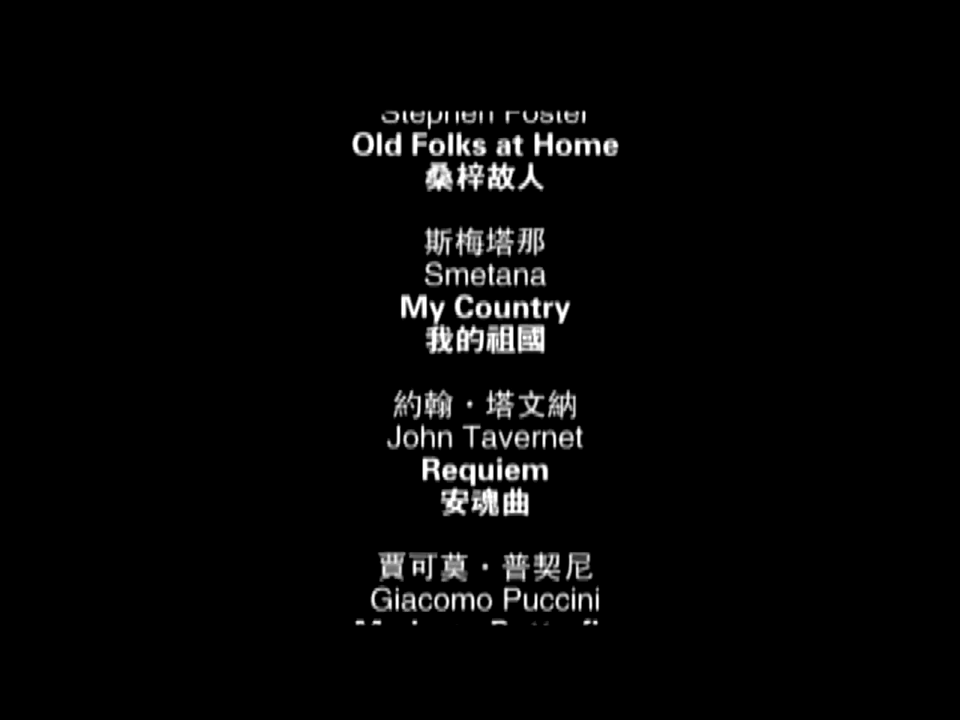 Stephen Foster
Old Folks at Home
桑梓故人
斯梅塔那
Smetana
My Country
我的祖國
約翰・塔文納
John Tavernet
Requiem
安魂曲
賈可莫・普契尼
Giacomo Puccini